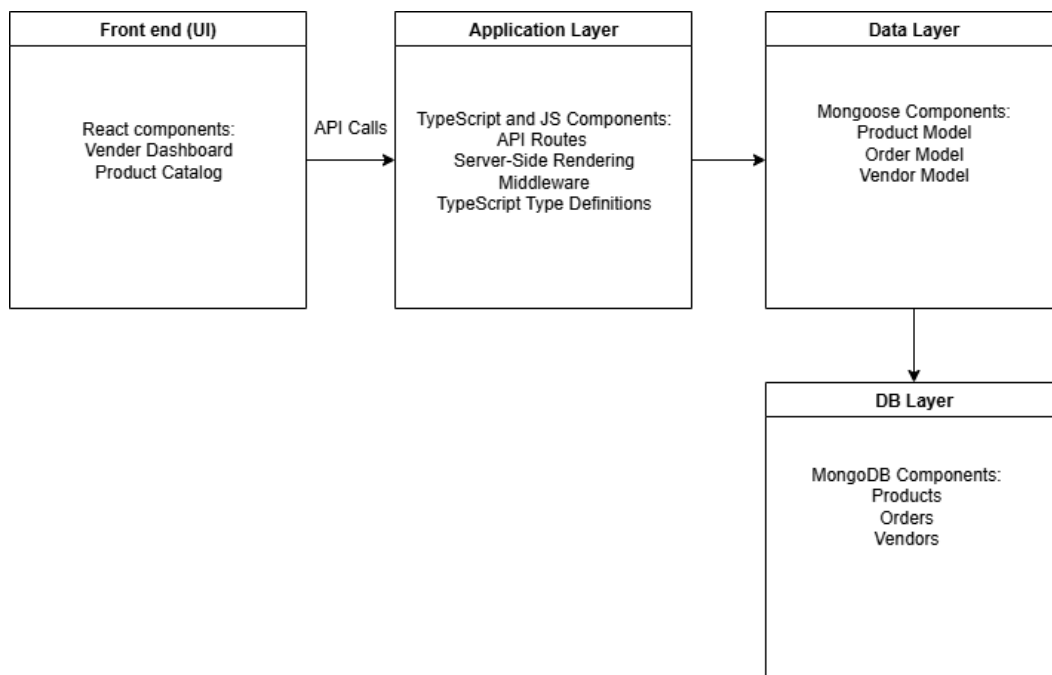 Front end (UI)
React components:
Vender Dashboard
Product Catalog
API Calls
Application Layer
TypeScript and JS Components:
API Routes
Server-Side Rendering
Middleware
TypeScript Type Definitions
Data Layer
Mongoose Components:
Product Model
Order Model
Vendor Model
DB Layer
MongoDB Components:
Products
Orders
Vendors